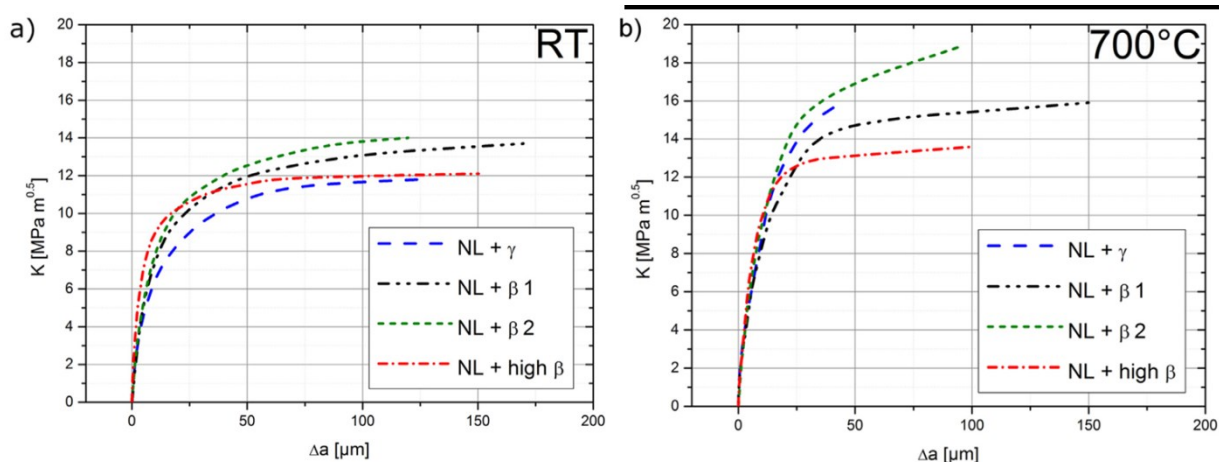 a)
RT
K [MPa m^0.5]
20
18
16
14
12
10
8
6
4
2
0
NL + γ
NL + β 1
NL + β 2
NL + high β
0 50 100 150 200
Δa [µm]
b)
700°C
K [MPa m^0.5]
20
18
16
14
12
10
8
6
4
2
0
NL + γ
NL + β 1
NL + β 2
NL + high β
0 50 100 150 200
Δa [µm]